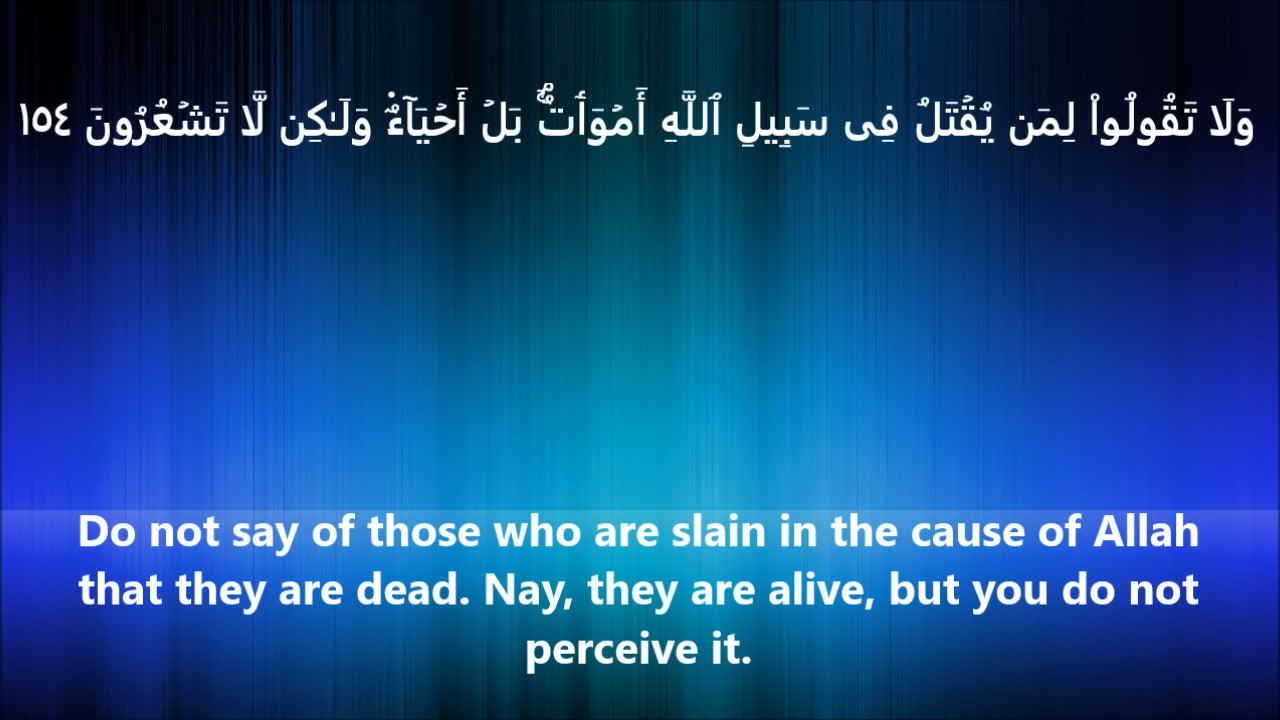 وَلَا تَقُولُوا۟ لِمَن يُقْتَلُ فِى سَبِيلِ ٱللَّهِ أَمْوَٰتٌۢ بَلْ أَحْيَآءٌ وَلَـٰكِن لَّا تَشْعُرُونَ ١٥٤
Do not say of those who are slain in the cause of Allah
that they are dead. Nay, they are alive, but you do not
perceive it.